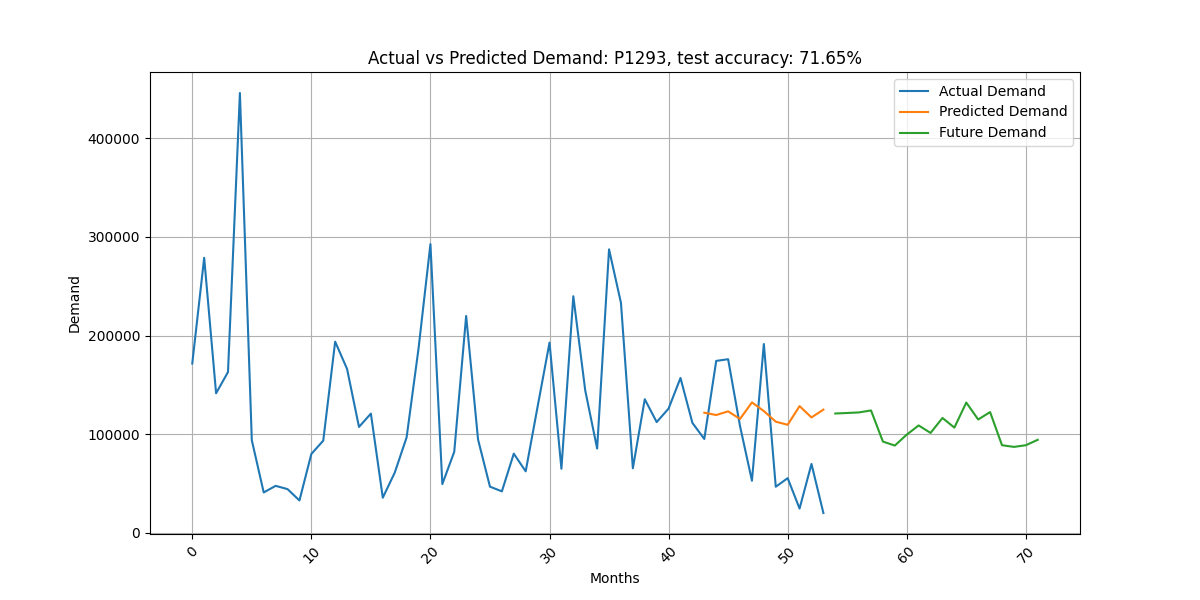 Actual vs Predicted Demand: P1293, test accuracy: 71.65%
Actual Demand
Predicted Demand
Future Demand
400000
300000
200000
100000
0
Demand
0 10 20 30 40 50 60 70
Months